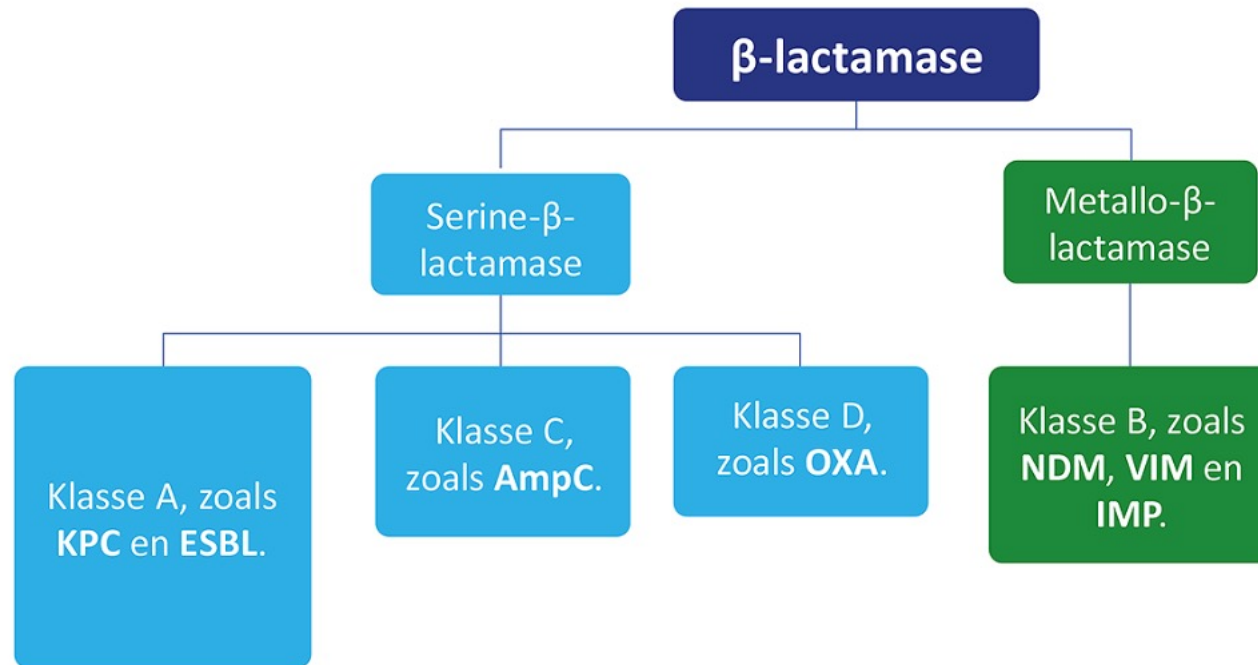 β-lactamase
Serine-β-
lactamase
Metallo-β-
lactamase
Klasse A, zoals
KPC en ESBL.
Klasse C,
zoals AmpC.
Klasse D,
zoals OXA.
Klasse B, zoals
NDM, VIM en
IMP.